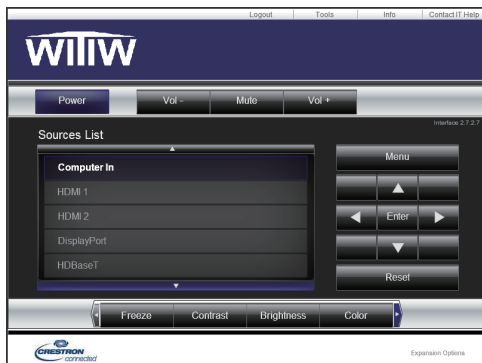 Logout Tools Info Contact IT Help
WITIW
Power Vol - Mute Vol +
Interface 2.7.2.7
Sources List
Computer In
HDMI 1
HDMI 2
DisplayPort
HDBaseT
Menu
Enter
Reset
Freeze Contrast Brightness Color
CRESTRON
connected
Expansion Options